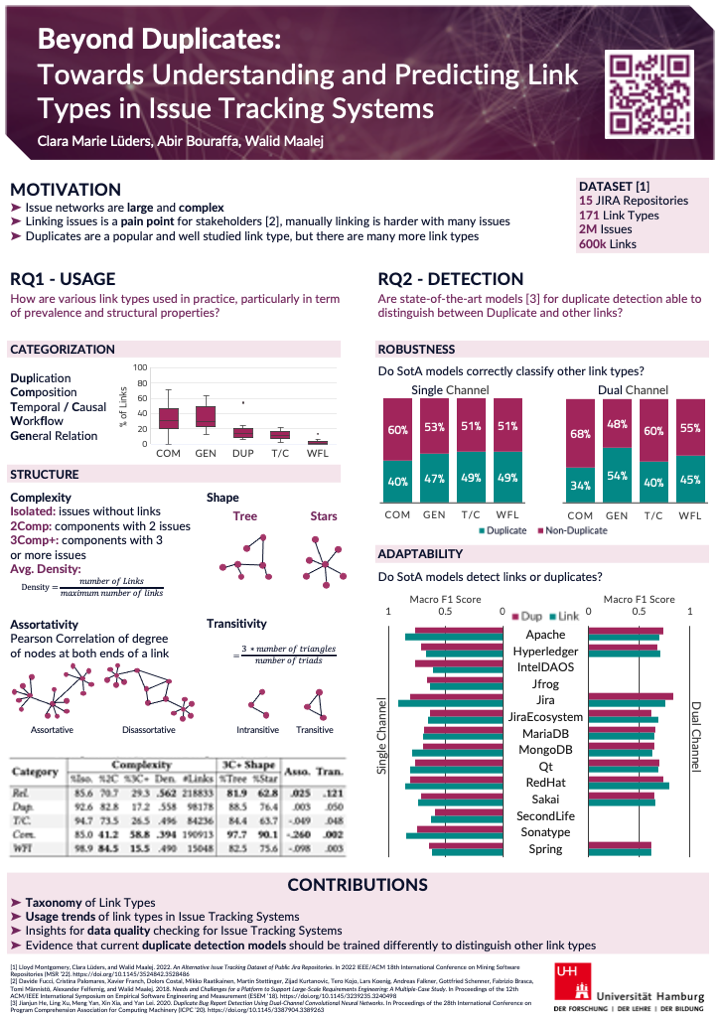 Beyond Duplicates:
Towards Understanding and Predicting Link
Types in Issue Tracking Systems
Clara Marie Lüders, Abir Bouraffa, Walid Maalej
MOTIVATION
➤ Issue networks are large and complex
➤ Linking issues is a pain point for stakeholders [2], manually linking is harder with many issues
➤ Duplicates are a popular and well studied link type, but there are many more link types
DATASET [1]
15 JIRA Repositories
171 Link Types
2M Issues
600k Links
RQ1 - USAGE
How are various link types used in practice, particularly in term
of prevalence and structural properties?
CATEGORIZATION
Duplication
Composition
Temporal / Causal
Workflow
General Relation
% of Links
100
80
60
40
20
0
COM GEN DUP T/C WFL
STRUCTURE
Complexity
Isolated: issues without links
2Comp: components with 2 issues
3Comp+: components with 3
or more issues
Avg. Density:
Density = number of Links / maximum number of links
Shape
Tree Stars
Assortativity
Pearson Correlation of degree
of nodes at both ends of a link
Assortative Disassortative
Transitivity
= 3 * number of triangles / number of triads
Intransitive Transitive
Category Complexity 3C+ Shape Asso. Tran.
%Iso. %2C %3C+ Den. #Links %Tree %Star
Rel. 85.6 70.7 29.3 .562 218833 81.9 62.8 .025 .121
Dup. 92.6 82.8 17.2 .558 98178 88.5 76.4 .003 .050
T/C. 94.7 73.5 26.5 .496 84236 84.4 63.7 -.049 .048
Com. 85.0 41.2 58.8 .394 190913 97.7 90.1 -.260 .002
WFl 98.9 84.5 15.5 .490 15048 82.5 75.6 -.098 .003
RQ2 - DETECTION
Are state-of-the-art models [3] for duplicate detection able to
distinguish between Duplicate and other links?
ROBUSTNESS
Do SotA models correctly classify other link types?
Single Channel Dual Channel
60% 53% 51% 51% 68% 48% 60% 55%
40% 47% 49% 49% 34% 54% 40% 45%
COM GEN T/C WFL COM GEN T/C WFL
Duplicate Non-Duplicate
ADAPTABILITY
Do SotA models detect links or duplicates?
Macro F1 Score Macro F1 Score
1 0.5 0 Dup Link 0 0.5 1
Single Channel
Apache
Hyperledger
IntelDAOS
Jfrog
Jira
JiraEcosystem
MariaDB
MongoDB
Qt
RedHat
Sakai
SecondLife
Sonatype
Spring
Dual Channel
CONTRIBUTIONS
➤ Taxonomy of Link Types
➤ Usage trends of link types in Issue Tracking Systems
➤ Insights for data quality checking for Issue Tracking Systems
➤ Evidence that current duplicate detection models should be trained differently to distinguish other link types
[1] Lloyd Montgomery, Clara Lüders, and Walid Maalej. 2022. An Alternative Issue Tracking Dataset of Public Jira Repositories. In 2022 IEEE/ACM 18th International Conference on Mining Software
Repositories (MSR '22). https://doi.org/10.1145/3524842.3528486
[2] Davide Fucci, Cristina Palomares, Xavier Franch, Dolors Costal, Mikko Raatikainen, Martin Stettinger, Zijad Kurtanovic, Tero Kojo, Lars Koenig, Andreas Falkner, Gottfried Schenner, Fabrizio Brasca,
Tomi Männistö, Alexander Felfernig, and Walid Maalej. 2018. Needs and Challenges for a Platform to Support Large-Scale Requirements Engineering: A Multiple-Case Study. In Proceedings of the 12th
ACM/IEEE International Symposium on Empirical Software Engineering and Measurement (ESEM '18). https://doi.org/10.1145/3239235.3240498
[3] Jianjun He, Ling Xu, Meng Yan, Xin Xia, and Yan Lei. 2020. Duplicate Bug Report Detection Using Dual-Channel Convolutional Neural Networks. In Proceedings of the 28th International Conference on
Program Comprehension Association for Computing Machinery (ICPC '20). https://doi.org/10.1145/3387904.3389263
UH
Universität Hamburg
DER FORSCHUNG | DER LEHRE | DER BILDUNG